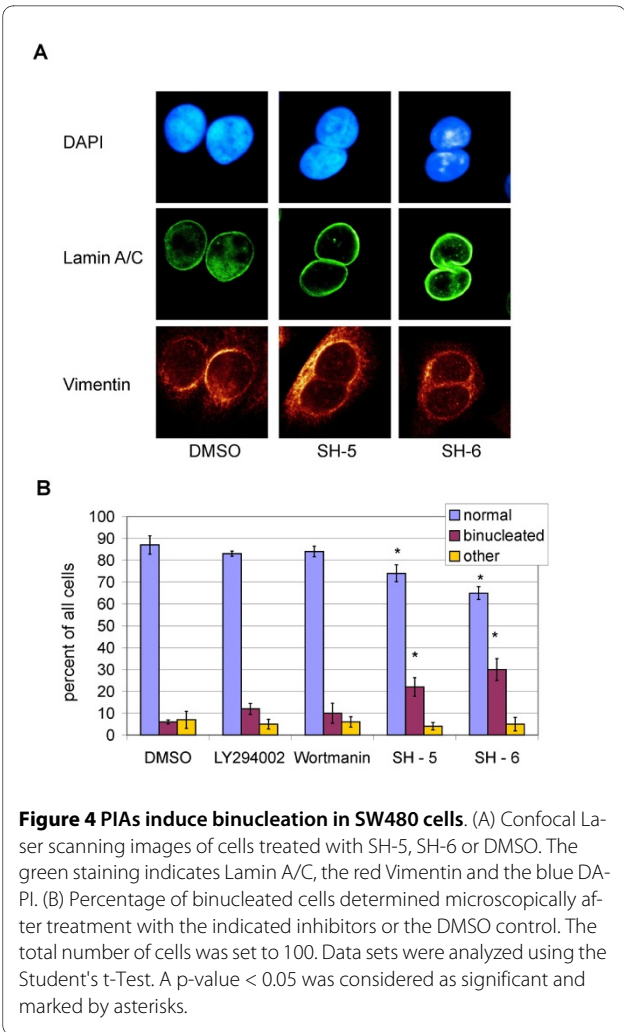 A
DAPI
Lamin A/C
Vimentin
DMSO SH-5 SH-6
B
normal
binucleated
other
percent of all cells
100
90
80
70
60
50
40
30
20
10
0
* * * *
DMSO LY294002 Wortmanin SH - 5 SH - 6
Figure 4 PIAs induce binucleation in SW480 cells. (A) Confocal La-
ser scanning images of cells treated with SH-5, SH-6 or DMSO. The
green staining indicates Lamin A/C, the red Vimentin and the blue DA-
PI. (B) Percentage of binucleated cells determined microscopically af-
ter treatment with the indicated inhibitors or the DMSO control. The
total number of cells was set to 100. Data sets were analyzed using the
Student's t-Test. A p-value < 0.05 was considered as significant and
marked by asterisks.